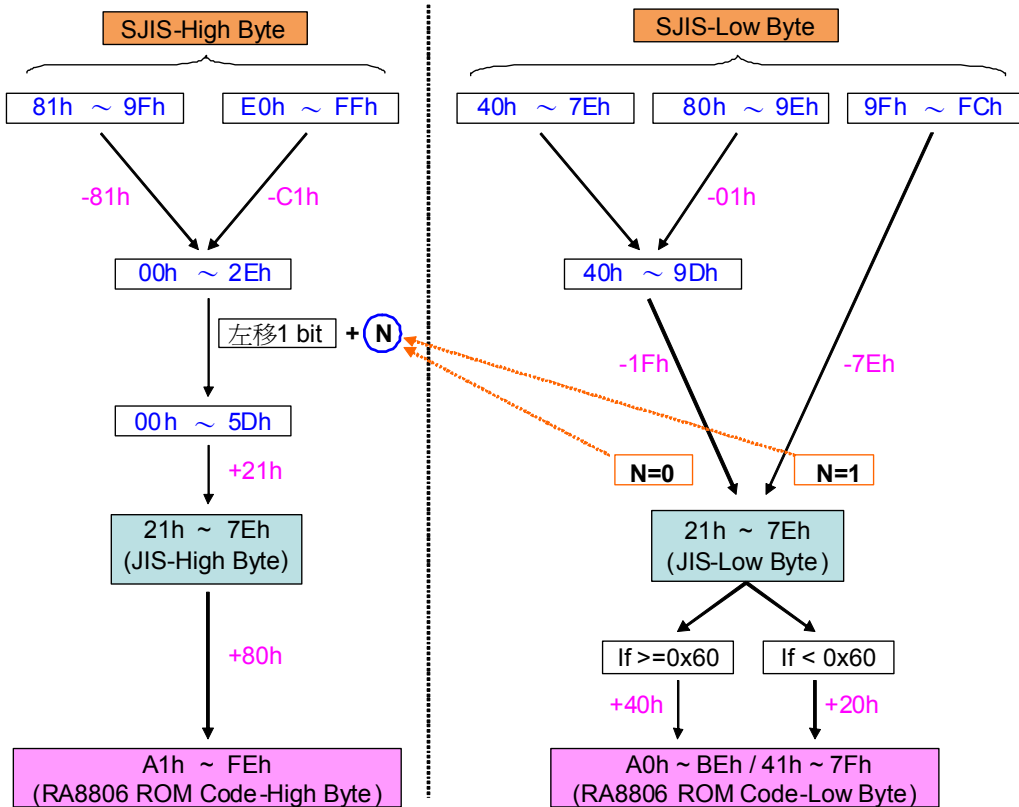 SJIS-High Byte
81h ～ 9Fh
E0h ～ FFh
-81h
-C1h
00h ～ 2Eh
左移1 bit
+
N
00h ～ 5Dh
+21h
21h ~ 7Eh
(JIS-High Byte)
+80h
A1h ~ FEh
(RA8806 ROM Code-High Byte)
SJIS-Low Byte
40h ～ 7Eh
80h ～ 9Eh
9Fh ～ FCh
-01h
40h ～ 9Dh
-1Fh
-7Eh
N=0
N=1
21h ~ 7Eh
(JIS-Low Byte)
If >=0x60
If < 0x60
+40h
+20h
A0h ~ BEh / 41h ~ 7Fh
(RA8806 ROM Code-Low Byte)